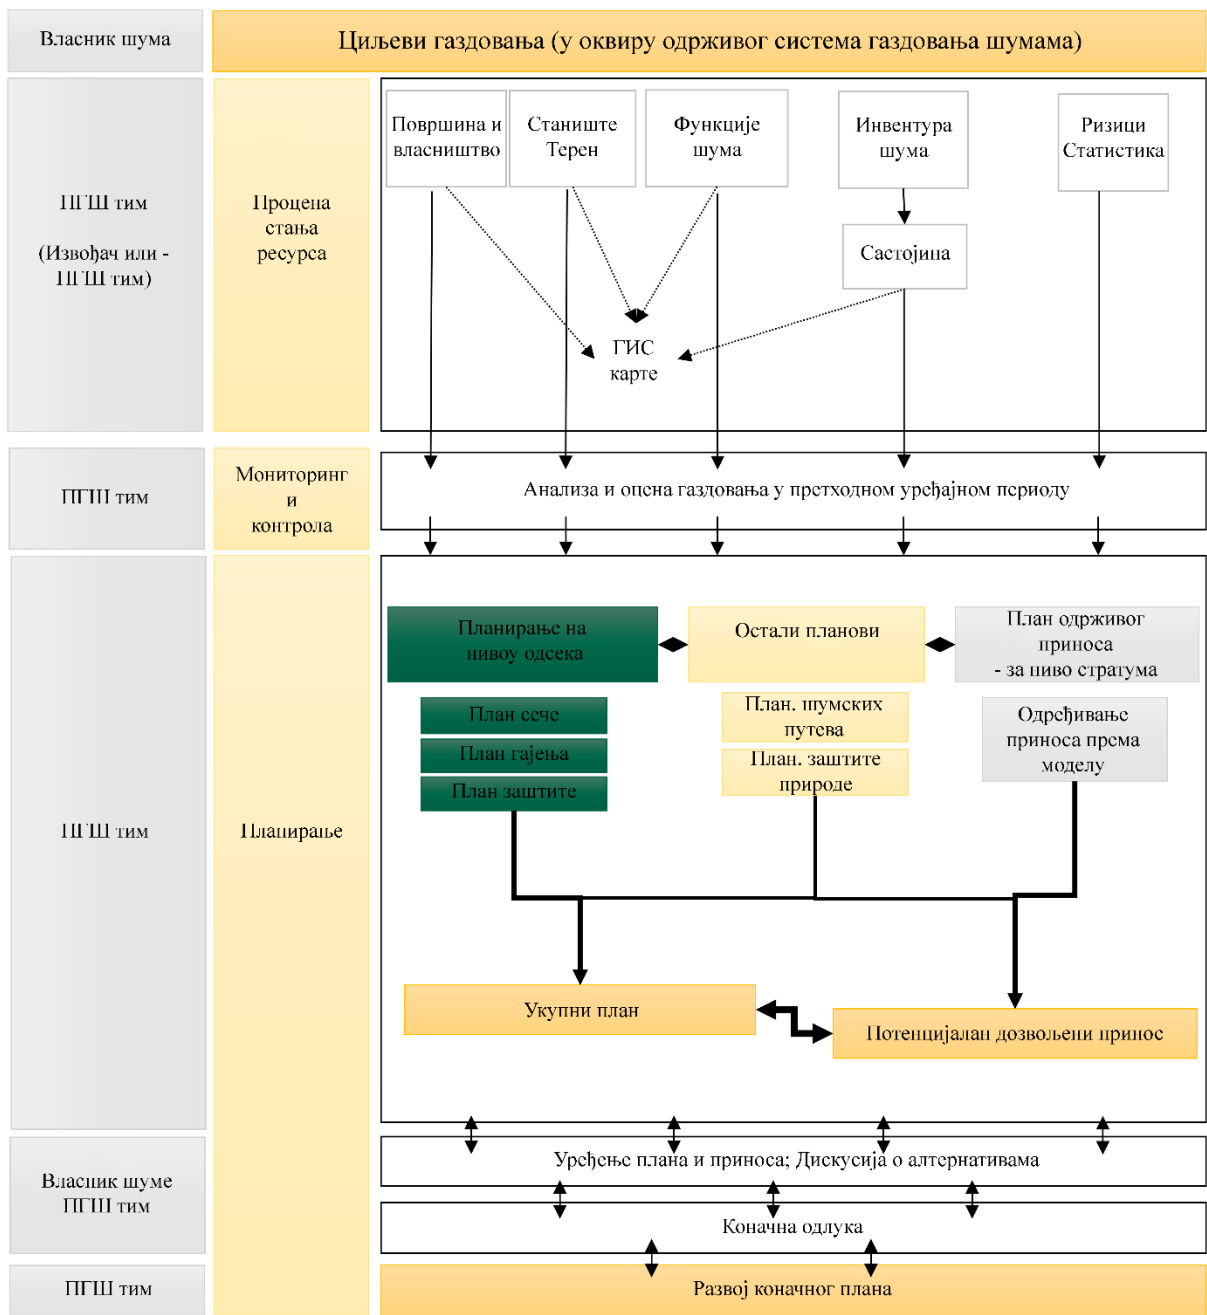 Власник шума
Циљеви газдовања (у оквиру одрживог система газдовања шумама)
ПГШ тим
(Извођач или -
ПГШ тим)
Процена
стања
ресурса
Површина и
власништво
Станиште
Терен
Функције
шума
Инвентура
шума
Ризици
Статистика
Састојина
ГИС
карте
ПГШ тим
Мониторинг
и
контрола
Анализа и оцена газдовања у претходном уређајном периоду
ПГШ тим
Планирање
Планирање на
нивоу одсека
Остали планови
План одрживог
приноса
- за ниво стратума
План сече
План гајења
План заштите
План. шумских
путева
План. заштите
природе
Одређивање
приноса према
моделу
Укупни план
Потенцијалан дозвољени принос
Власник шуме
ПГШ тим
Уређење плана и приноса; Дискусија о алтернативама
Коначна одлука
ПГШ тим
Развој коначног плана